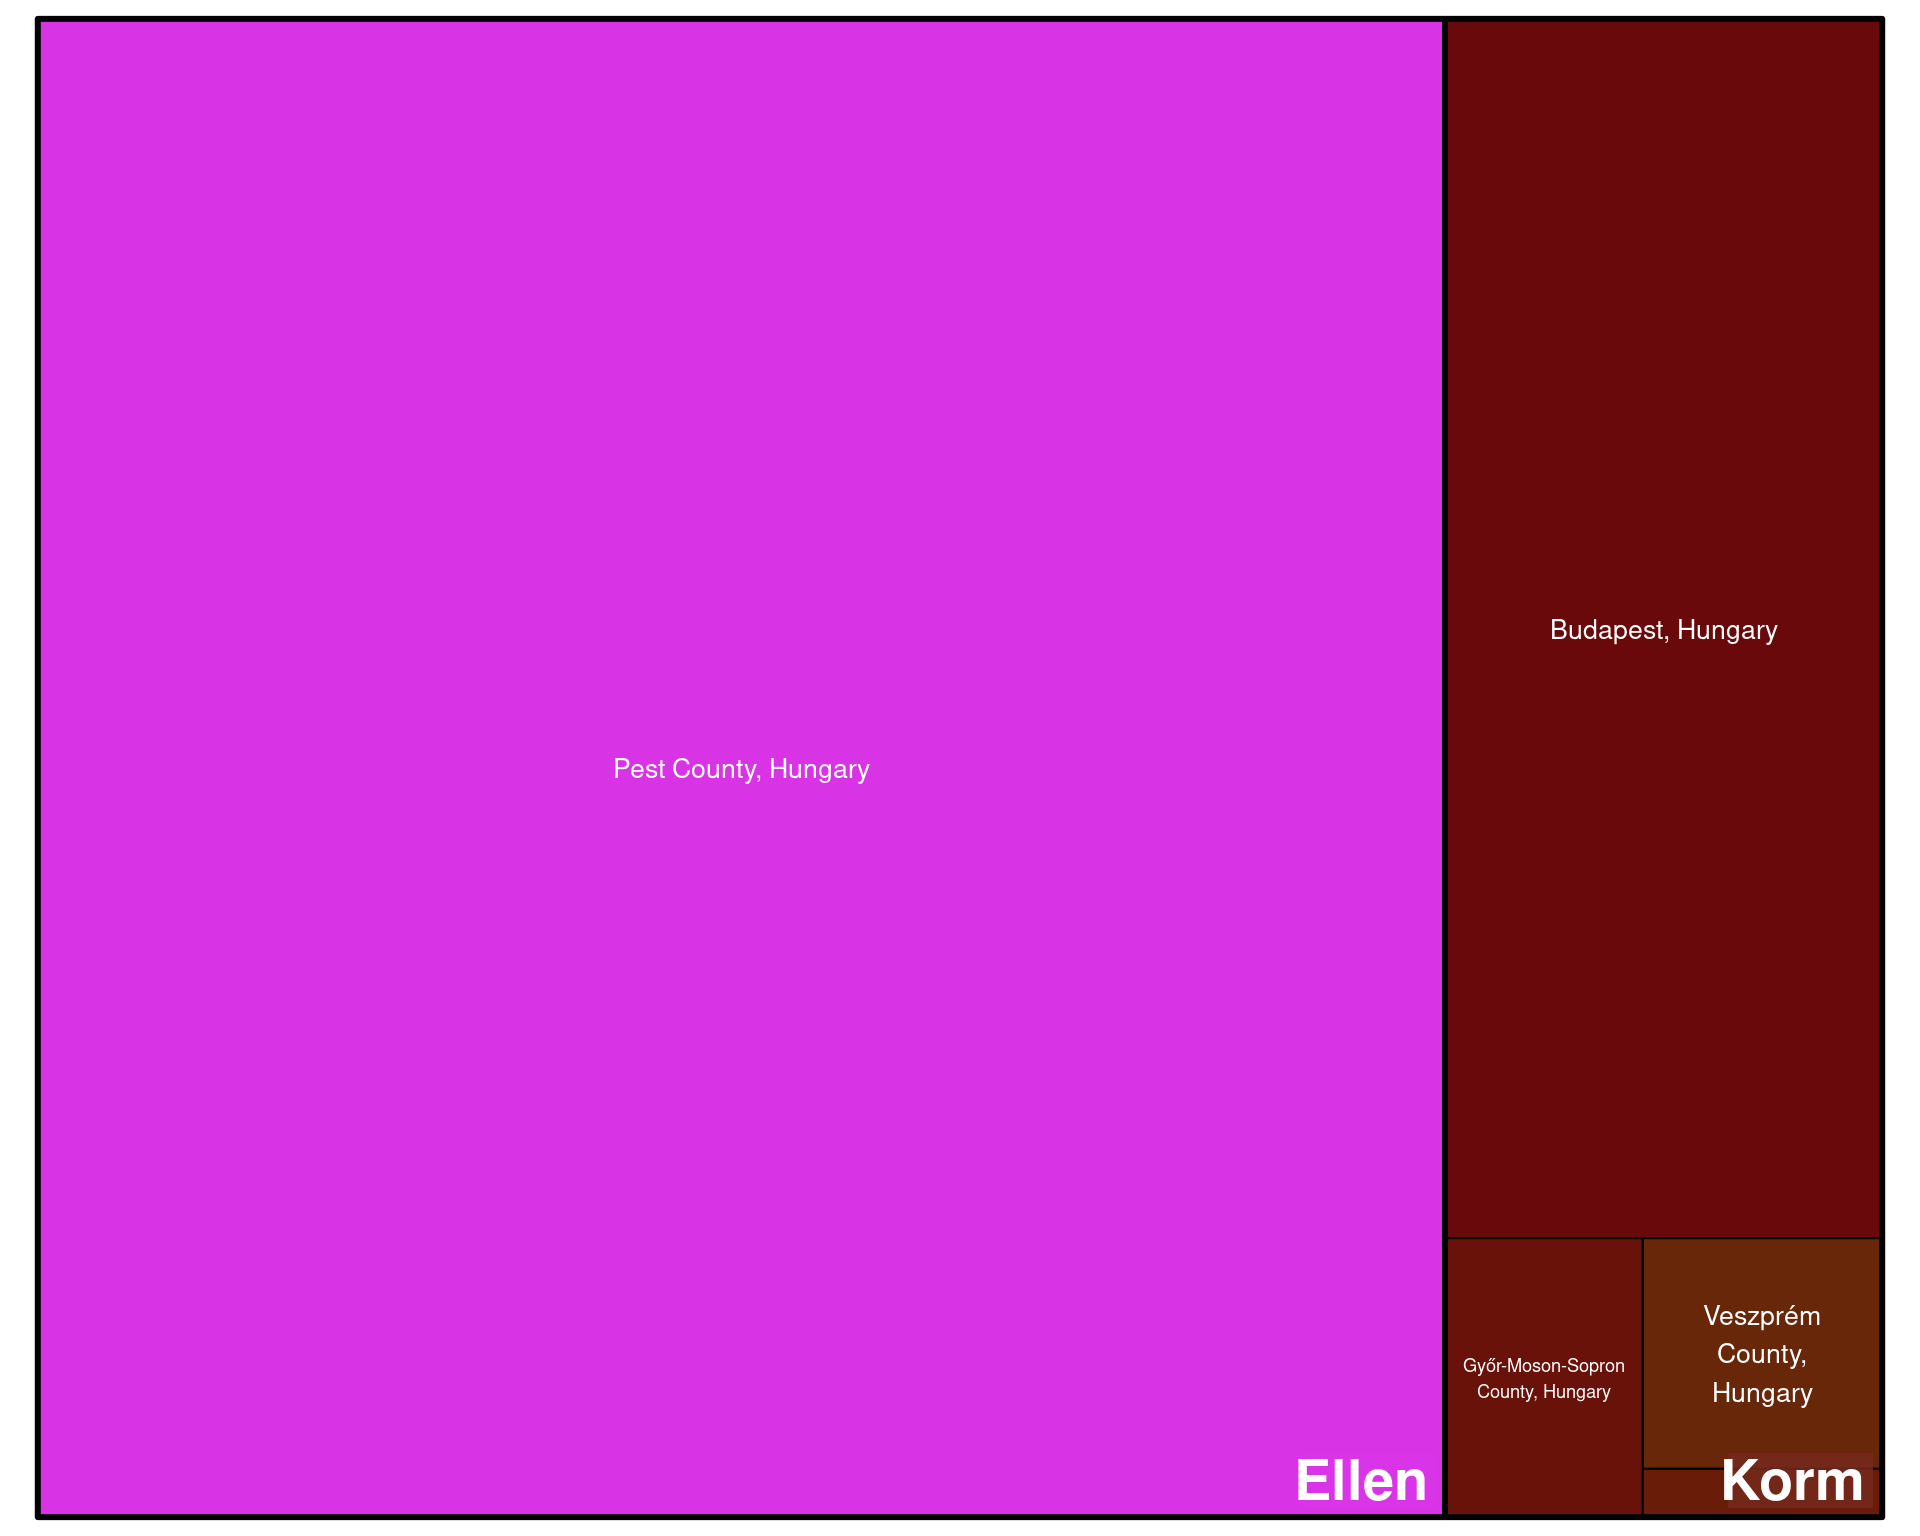 Budapest, Hungary
Pest County, Hungary
Veszprém
County,
Hungary
Győr-Moson-Sopron
County, Hungary
Ellen
Korm